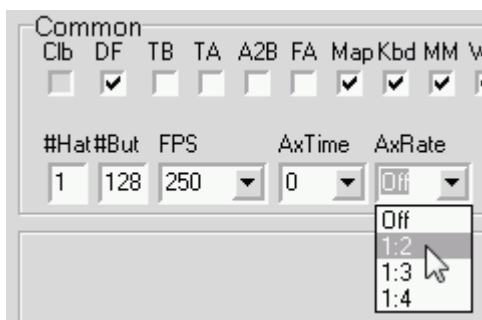 Common
Clb DF TB TA A2B FA Map Kbd MM
#Hat #But FPS AxTime AxRate
1 128 250 0 Off
Off
1:2
1:3
1:4